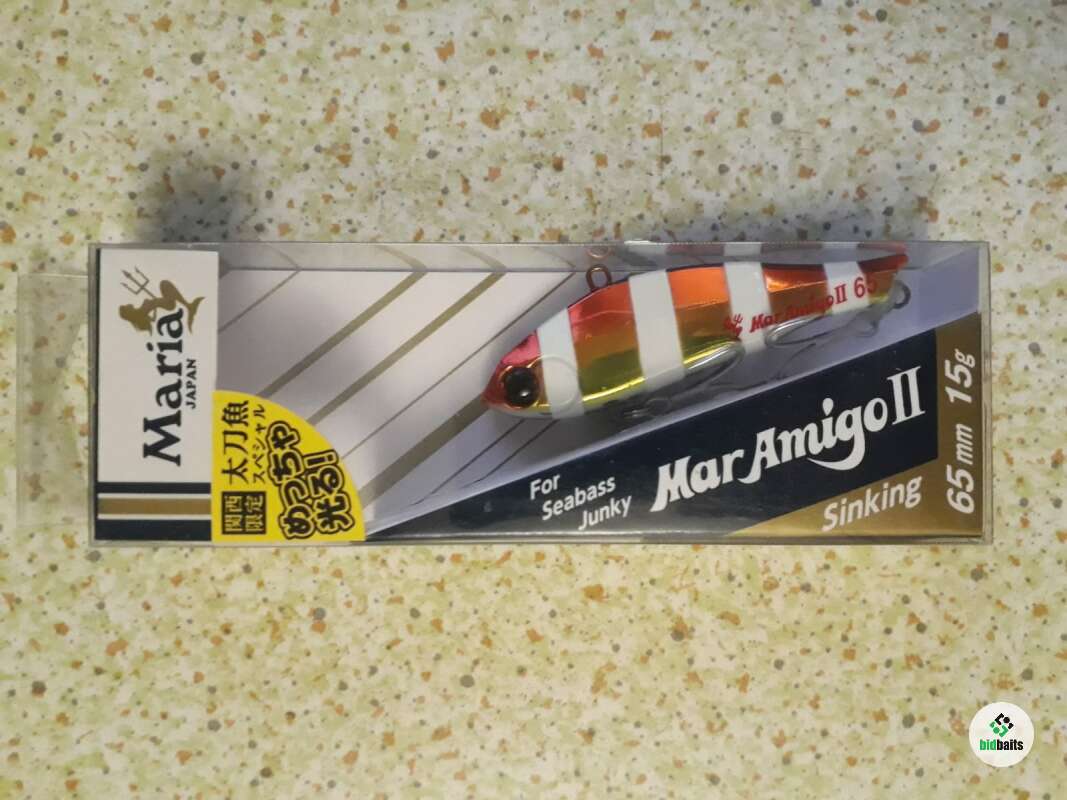 Maria
JAPAN
太刀魚
スペシャル
関西
限定
めっちゃ
光る!
For
Seabass
Junky
Mar Amigo II
Sinking
65 mm 15g
Mar Amigo II 65
bidbaits